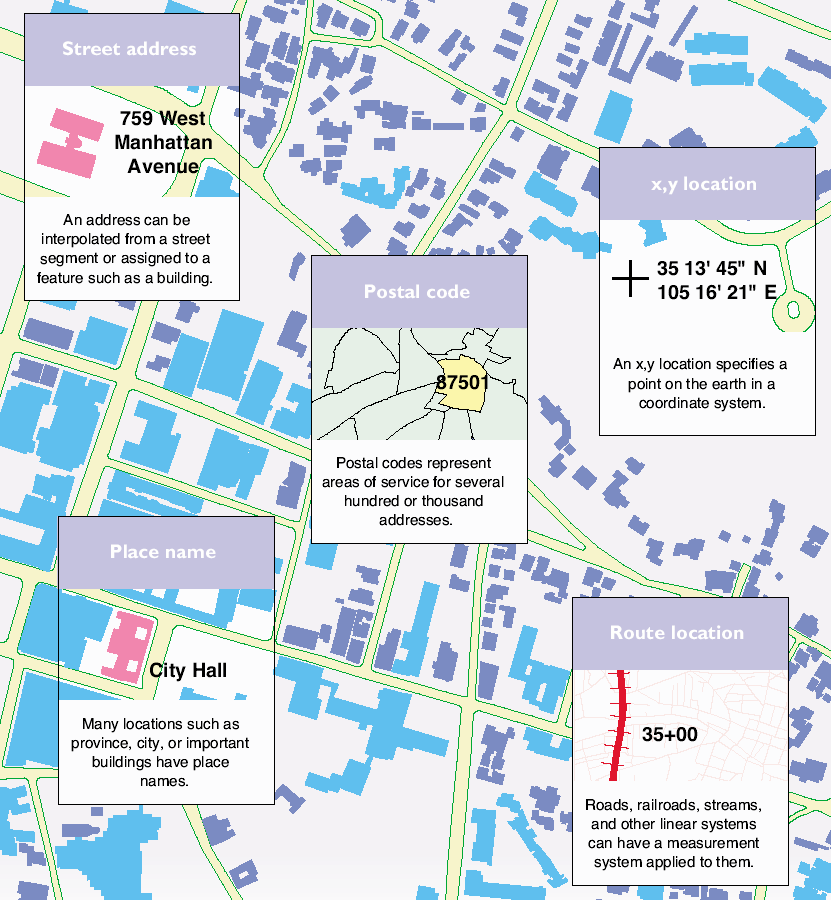 Street address
759 West
Manhattan
Avenue
An address can be
interpolated from a street
segment or assigned to a
feature such as a building.
x,y location
35 13' 45" N
105 16' 21" E
An x,y location specifies a
point on the earth in a
coordinate system.
Postal code
87501
Postal codes represent
areas of service for several
hundred or thousand
addresses.
Place name
City Hall
Many locations such as
province, city, or important
buildings have place
names.
Route location
35+00
Roads, railroads, streams,
and other linear systems
can have a measurement
system applied to them.